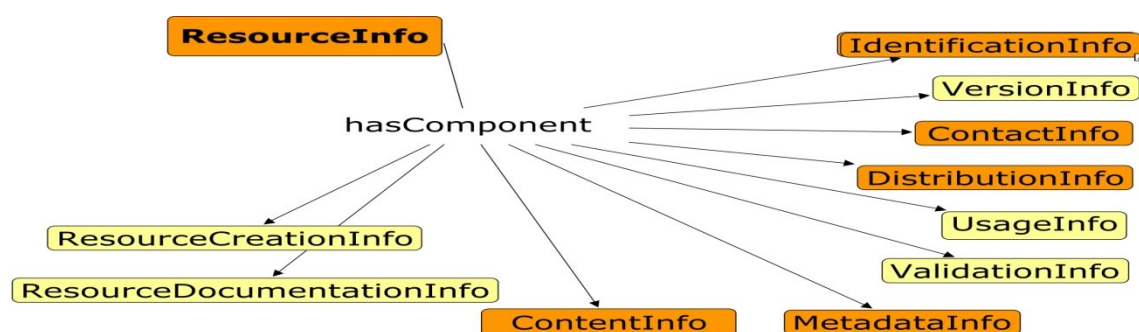 ResourceInfo
IdentificationInfo
VersionInfo
hasComponent
ContactInfo
DistributionInfo
UsageInfo
ResourceCreationInfo
ValidationInfo
ResourceDocumentationInfo
ContentInfo
MetadataInfo